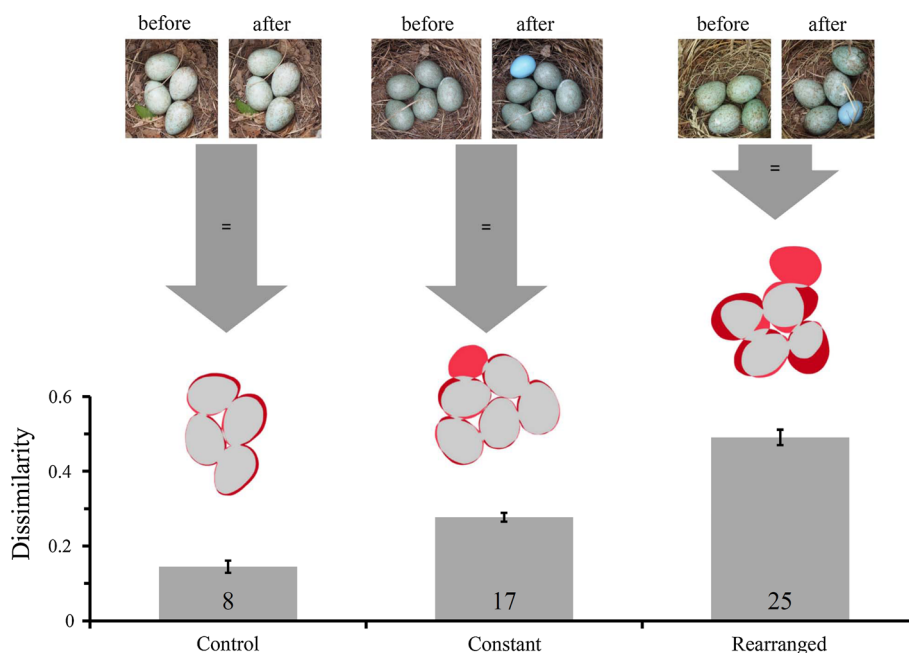 before after before after before after
= = =
0.6
0.4
0.2
0
Dissimilarity
8 17 25
Control Constant Rearranged